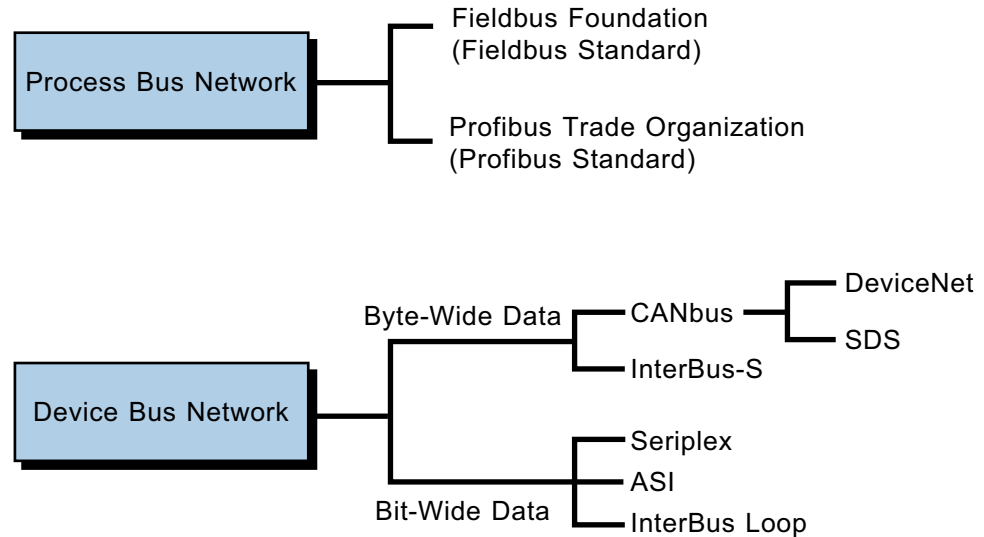 Fieldbus Foundation
(Fieldbus Standard)
Process Bus Network
Profibus Trade Organization
(Profibus Standard)
DeviceNet
Byte-Wide Data
CANbus
SDS
InterBus-S
Device Bus Network
Seriplex
ASI
Bit-Wide Data
InterBus Loop